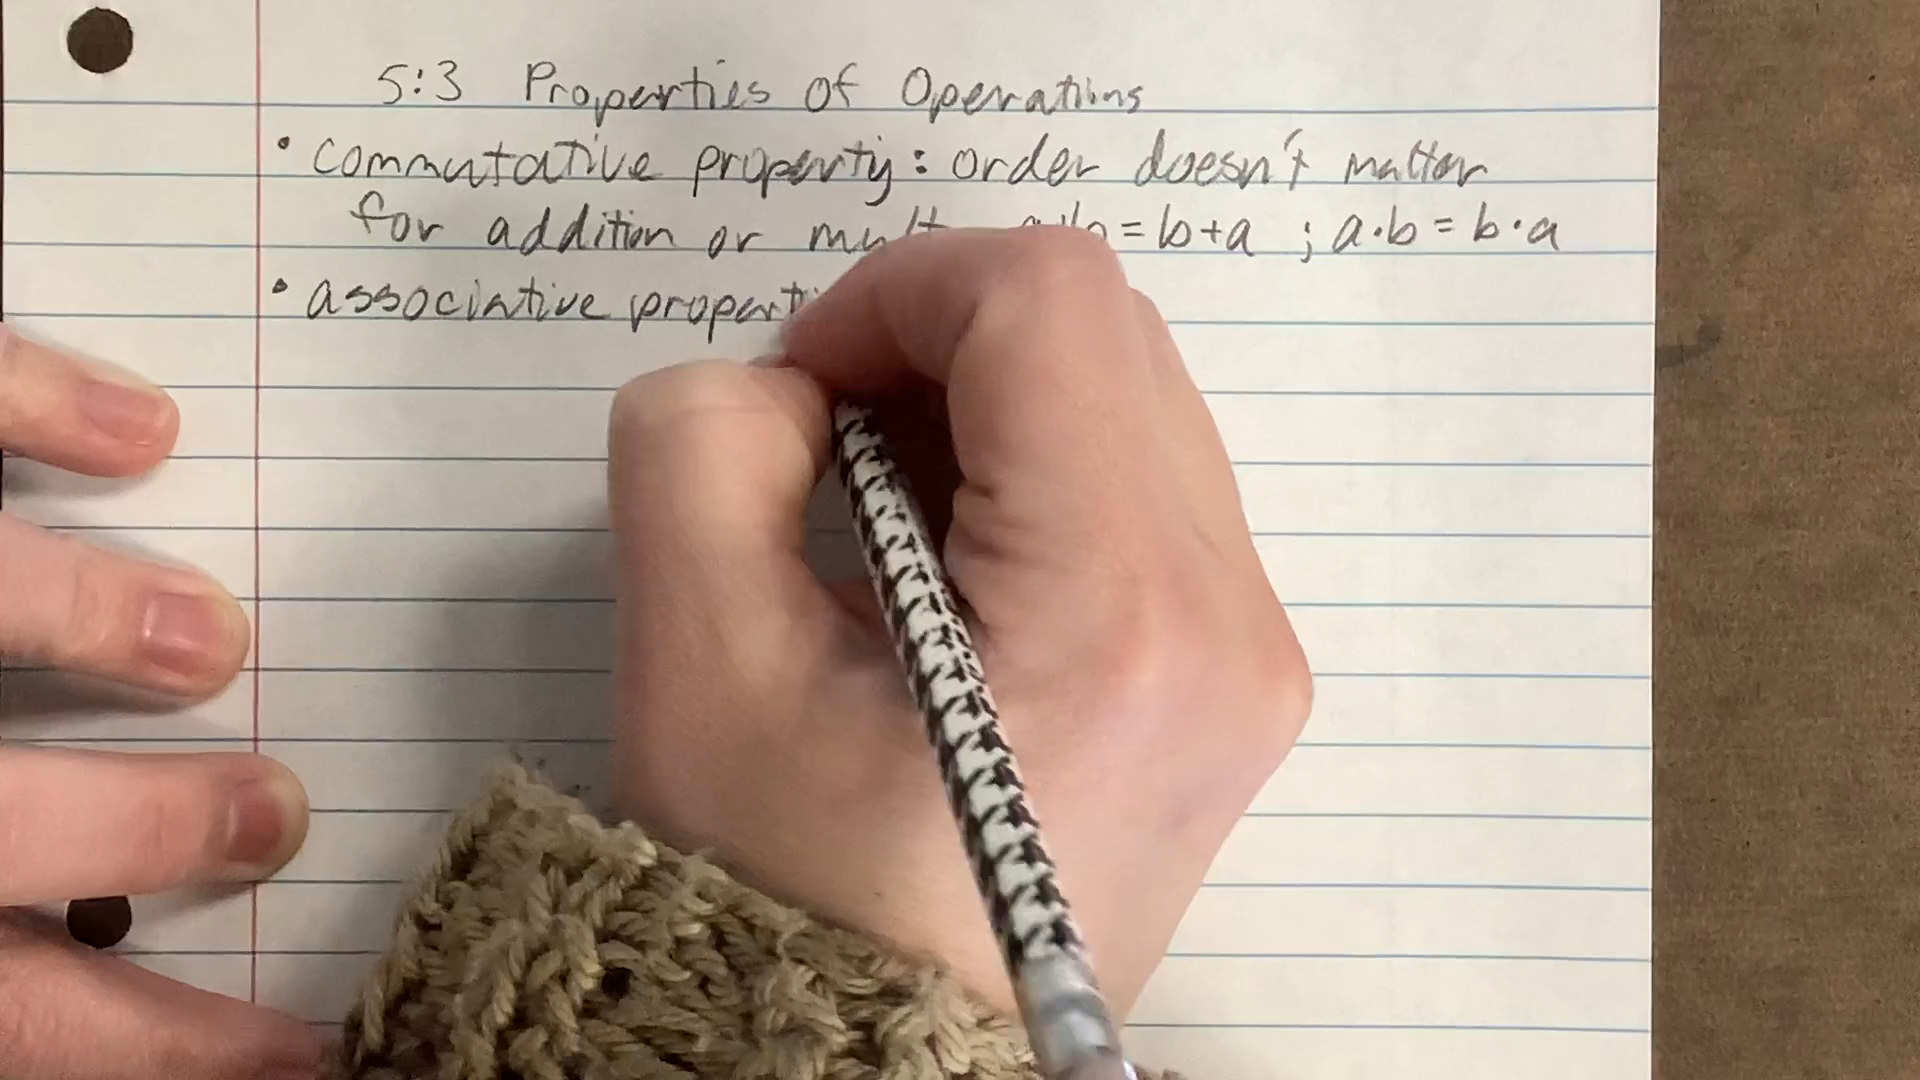 5:3 Properties of Operations
• commutative property: order doesn't matter
for addition or = b+a ; a·b = b·a
• associative